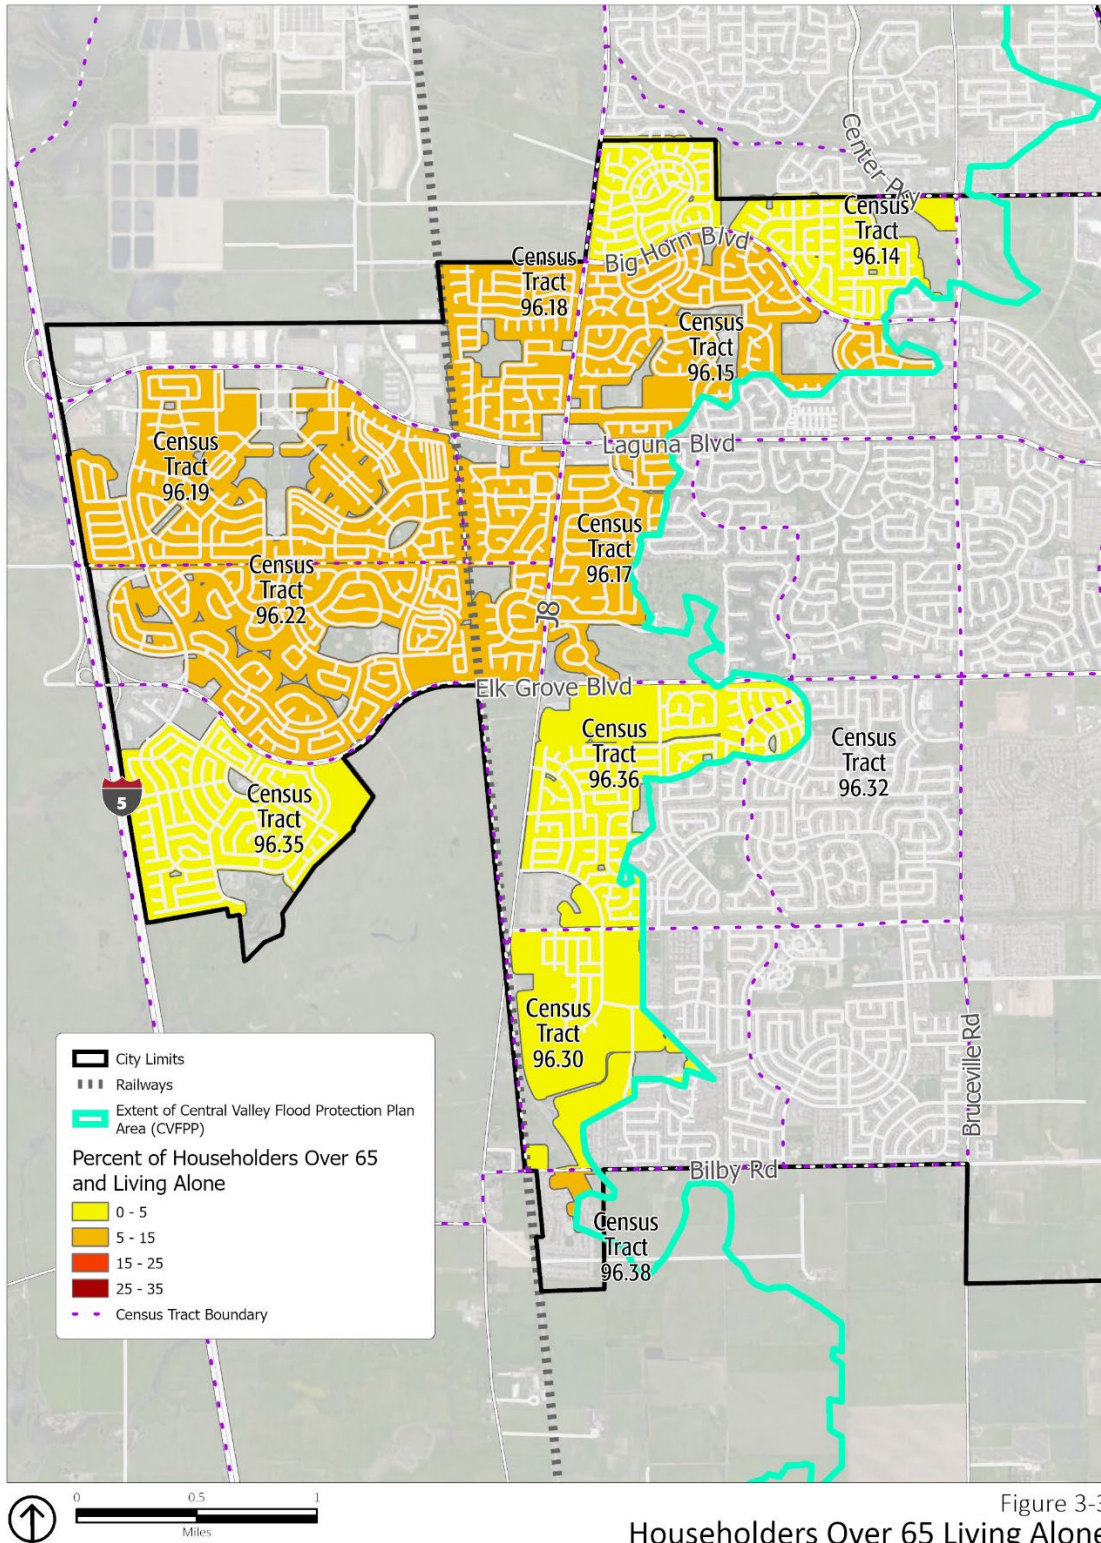 Center Pky
Census
Tract
96.14
Big Horn Blvd
Census
Tract
96.18
Census
Tract
96.15
Laguna Blvd
Census
Tract
96.19
Census
Tract
96.17
Census
Tract
96.22
J8
Elk Grove Blvd
Census
Tract
96.36
Census
Tract
96.32
5
Census
Tract
96.35
Census
Tract
96.30
Bruceville Rd
Bilby Rd
Census
Tract
96.38
City Limits
Railways
Extent of Central Valley Flood Protection Plan
Area (CVFPP)
Percent of Householders Over 65
and Living Alone
0 - 5
5 - 15
15 - 25
25 - 35
Census Tract Boundary
0 0.5 1
Miles
Figure 3-3
Householders Over 65 Living Alone